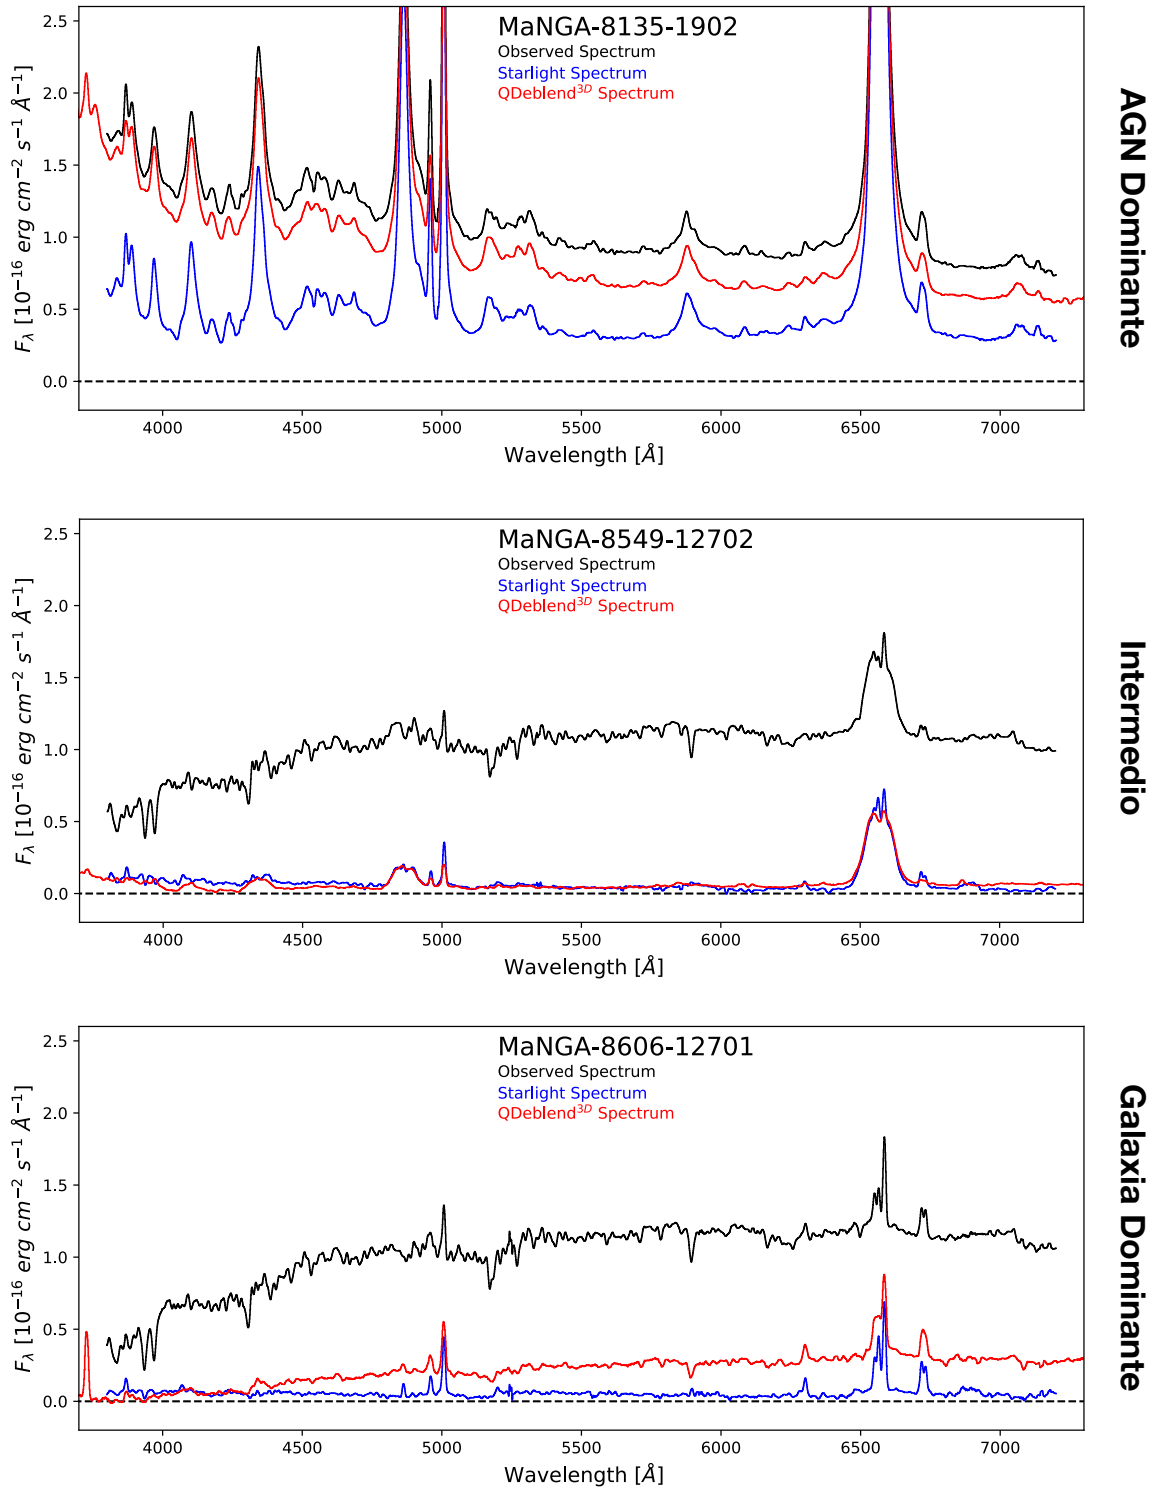 MaNGA-8135-1902
Observed Spectrum
Starlight Spectrum
QDeblend³ᴰ Spectrum
2.5
2.0
1.5
1.0
0.5
0.0
F_λ [10⁻¹⁶ erg cm⁻² s⁻¹ Å⁻¹]
4000 4500 5000 5500 6000 6500 7000
Wavelength [Å]
AGN Dominante
MaNGA-8549-12702
Observed Spectrum
Starlight Spectrum
QDeblend³ᴰ Spectrum
2.5
2.0
1.5
1.0
0.5
0.0
F_λ [10⁻¹⁶ erg cm⁻² s⁻¹ Å⁻¹]
4000 4500 5000 5500 6000 6500 7000
Wavelength [Å]
Intermedio
MaNGA-8606-12701
Observed Spectrum
Starlight Spectrum
QDeblend³ᴰ Spectrum
2.5
2.0
1.5
1.0
0.5
0.0
F_λ [10⁻¹⁶ erg cm⁻² s⁻¹ Å⁻¹]
4000 4500 5000 5500 6000 6500 7000
Wavelength [Å]
Galaxia Dominante